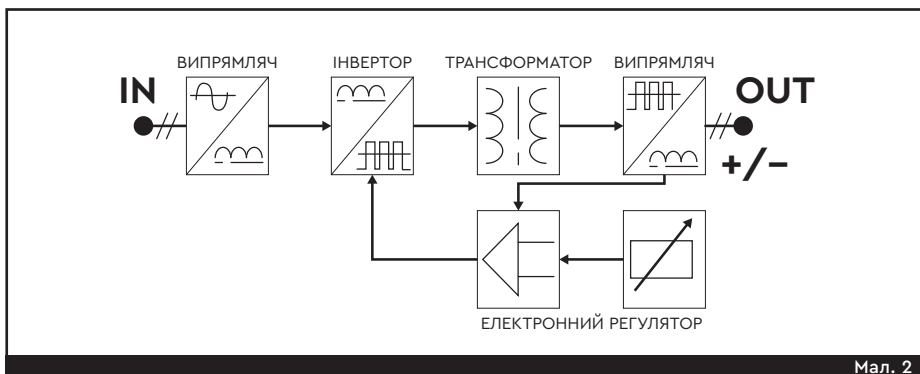 ВИПРЯМЛЯЧ ІНВЕРТОР ТРАНСФОРМАТОР ВИПРЯМЛЯЧ
IN OUT
+/−
ЕЛЕКТРОННИЙ РЕГУЛЯТОР
Мал. 2